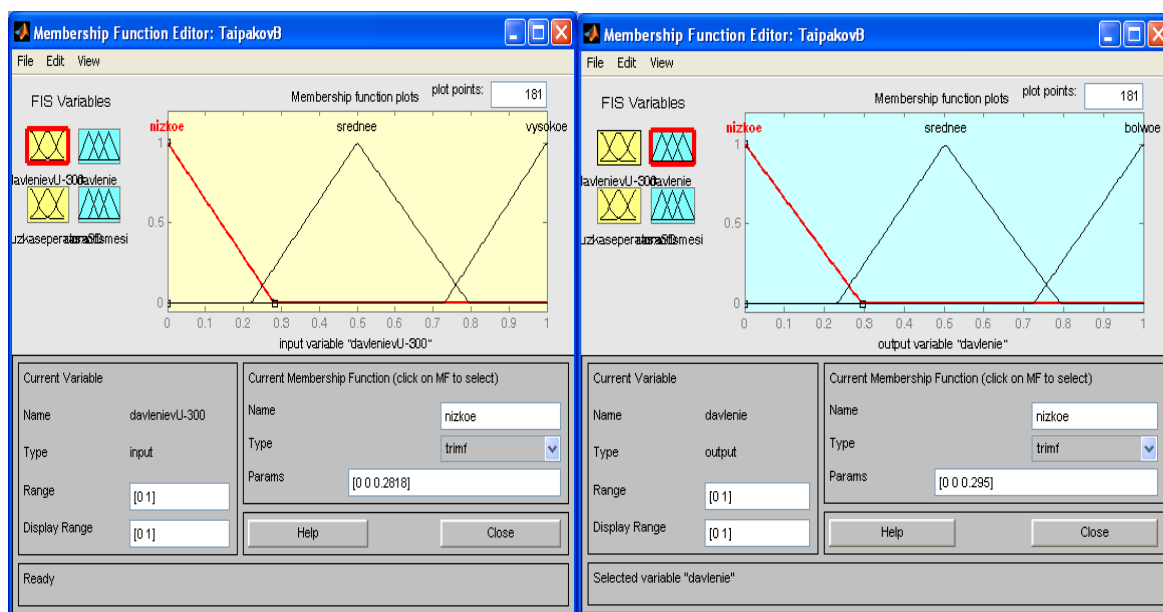 Membership Function Editor: TaipakovB
File Edit View
FIS Variables
Membership function plots
plot points: 181
nizkoe srednee vysokoe
1
0.5
0
0 0.1 0.2 0.3 0.4 0.5 0.6 0.7 0.8 0.9 1
input variable "davlenievU-300"
Current Variable
Name davlenievU-300
Type input
Range [0 1]
Display Range [0 1]
Current Membership Function (click on MF to select)
Name nizkoe
Type trimf
Params [0 0 0.2818]
Help Close
Ready
Membership Function Editor: TaipakovB
File Edit View
FIS Variables
Membership function plots
plot points: 181
nizkoe srednee bolwoe
1
0.5
0
0 0.1 0.2 0.3 0.4 0.5 0.6 0.7 0.8 0.9 1
output variable "davlenie"
Current Variable
Name davlenie
Type output
Range [0 1]
Display Range [0 1]
Current Membership Function (click on MF to select)
Name nizkoe
Type trimf
Params [0 0 0.295]
Help Close
Selected variable "davlenie"